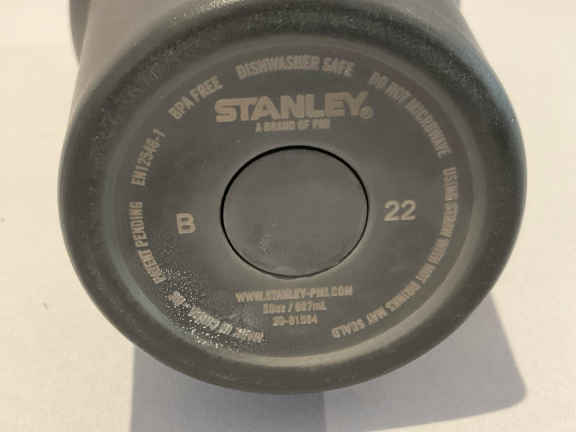 MADE IN CHINA · DE
PATENT PENDING
EN12546-1
BPA FREE
DISHWASHER SAFE
DO NOT MICROWAVE
USING STRAW WITH HOT DRINKS MAY SCALD
STANLEY®
A BRAND OF PMI
B 22
WWW.STANLEY-PMI.COM
887mL